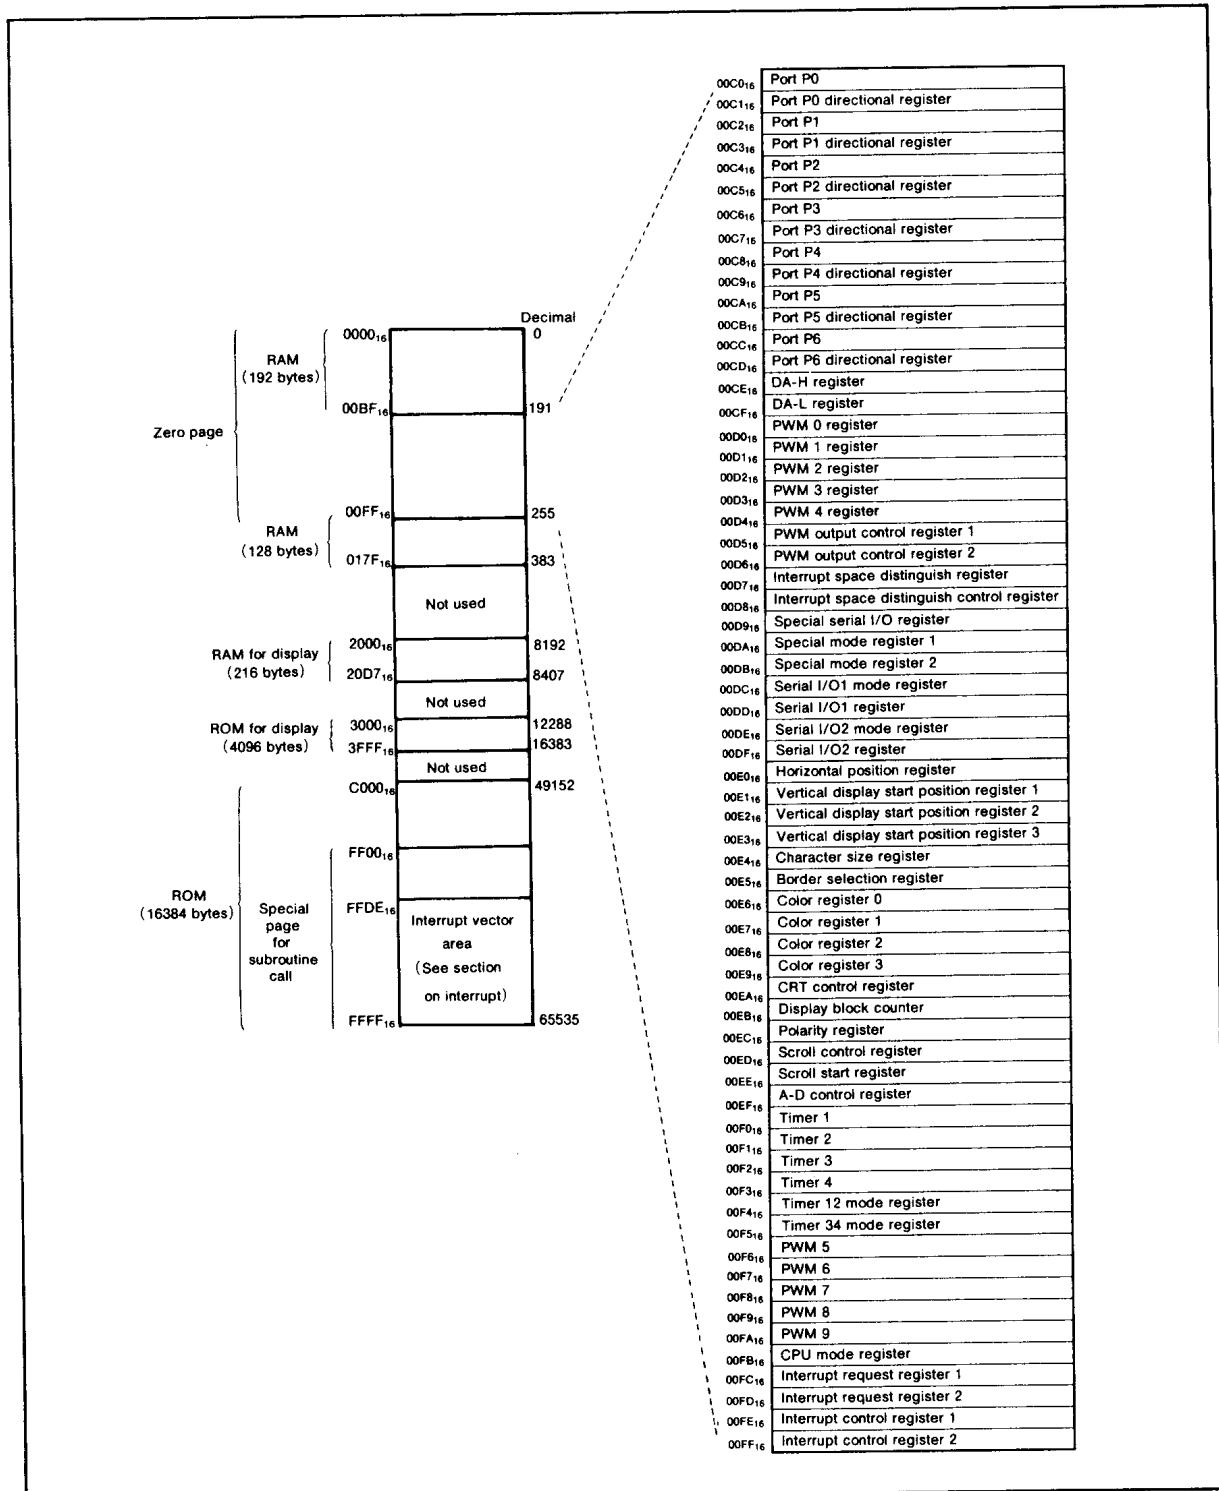 Decimal
0000₁₆ 0
RAM
(192 bytes)
00BF₁₆ 191
Zero page
00FF₁₆ 255
RAM
(128 bytes)
017F₁₆ 383
Not used
2000₁₆ 8192
RAM for display
(216 bytes)
20D7₁₆ 8407
Not used
3000₁₆ 12288
ROM for display
(4096 bytes)
3FFF₁₆ 16383
Not used
C000₁₆ 49152
FF00₁₆
ROM
(16384 bytes)
Special
page
for
subroutine
call
FFDE₁₆
Interrupt vector
area
(See section
on interrupt)
FFFF₁₆ 65535
00C0₁₆ Port P0
00C1₁₆ Port P0 directional register
00C2₁₆ Port P1
00C3₁₆ Port P1 directional register
00C4₁₆ Port P2
00C5₁₆ Port P2 directional register
00C6₁₆ Port P3
00C7₁₆ Port P3 directional register
00C8₁₆ Port P4
00C9₁₆ Port P4 directional register
00CA₁₆ Port P5
00CB₁₆ Port P5 directional register
00CC₁₆ Port P6
00CD₁₆ Port P6 directional register
00CE₁₆ DA-H register
00CF₁₆ DA-L register
00D0₁₆ PWM 0 register
00D1₁₆ PWM 1 register
00D2₁₆ PWM 2 register
00D3₁₆ PWM 3 register
00D4₁₆ PWM 4 register
00D5₁₆ PWM output control register 1
00D6₁₆ PWM output control register 2
00D7₁₆ Interrupt space distinguish register
00D8₁₆ Interrupt space distinguish control register
00D9₁₆ Special serial I/O register
00DA₁₆ Special mode register 1
00DB₁₆ Special mode register 2
00DC₁₆ Serial I/O1 mode register
00DD₁₆ Serial I/O1 register
00DE₁₆ Serial I/O2 mode register
00DF₁₆ Serial I/O2 register
00E0₁₆ Horizontal position register
00E1₁₆ Vertical display start position register 1
00E2₁₆ Vertical display start position register 2
00E3₁₆ Vertical display start position register 3
00E4₁₆ Character size register
00E5₁₆ Border selection register
00E6₁₆ Color register 0
00E7₁₆ Color register 1
00E8₁₆ Color register 2
00E9₁₆ Color register 3
00EA₁₆ CRT control register
00EB₁₆ Display block counter
00EC₁₆ Polarity register
00ED₁₆ Scroll control register
00EE₁₆ Scroll start register
00EF₁₆ A-D control register
00F0₁₆ Timer 1
00F1₁₆ Timer 2
00F2₁₆ Timer 3
00F3₁₆ Timer 4
00F4₁₆ Timer 12 mode register
00F5₁₆ Timer 34 mode register
00F6₁₆ PWM 5
00F7₁₆ PWM 6
00F8₁₆ PWM 7
00F9₁₆ PWM 8
00FA₁₆ PWM 9
00FB₁₆ CPU mode register
00FC₁₆ Interrupt request register 1
00FD₁₆ Interrupt request register 2
00FE₁₆ Interrupt control register 1
00FF₁₆ Interrupt control register 2